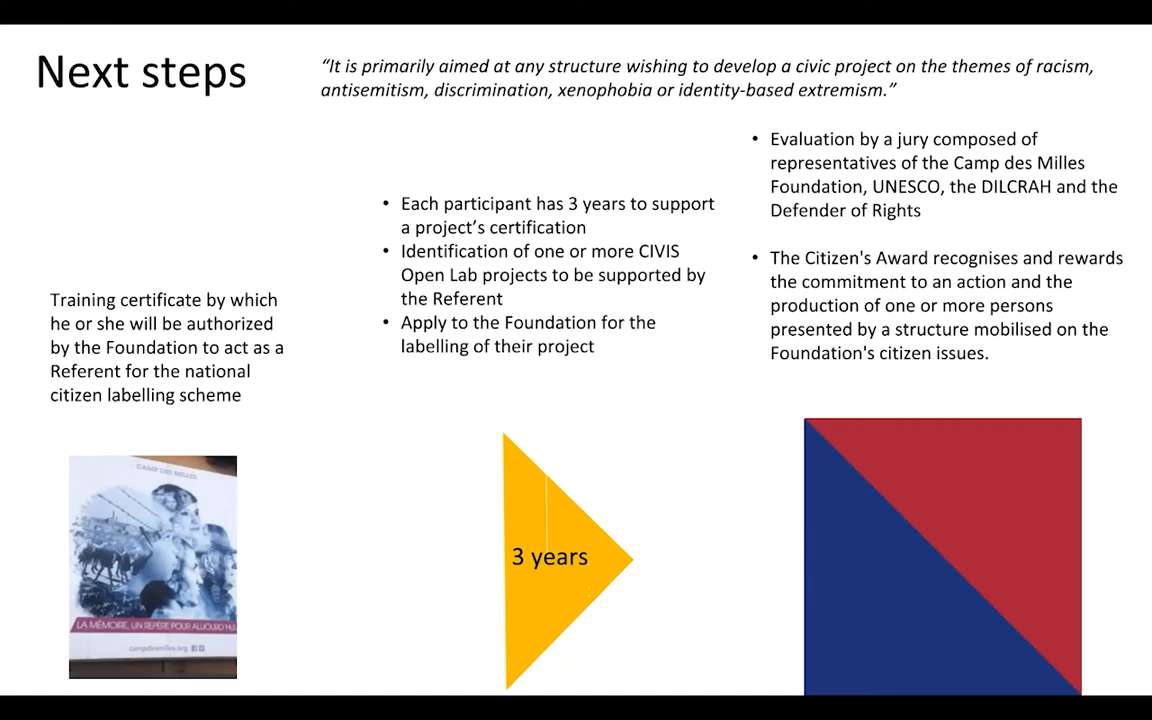 Next steps
“It is primarily aimed at any structure wishing to develop a civic project on the themes of racism,
antisemitism, discrimination, xenophobia or identity-based extremism.”
Training certificate by which
he or she will be authorized
by the Foundation to act as a
Referent for the national
citizen labelling scheme
• Each participant has 3 years to support
a project’s certification
• Identification of one or more CIVIS
Open Lab projects to be supported by
the Referent
• Apply to the Foundation for the
labelling of their project
• Evaluation by a jury composed of
representatives of the Camp des Milles
Foundation, UNESCO, the DILCRAH and the
Defender of Rights
• The Citizen's Award recognises and rewards
the commitment to an action and the
production of one or more persons
presented by a structure mobilised on the
Foundation's citizen issues.
CAMP DES MILLES
LA MÉMOIRE, UN REPÈRE POUR AUJOURD'HUI
campdesmilles.org
3 years